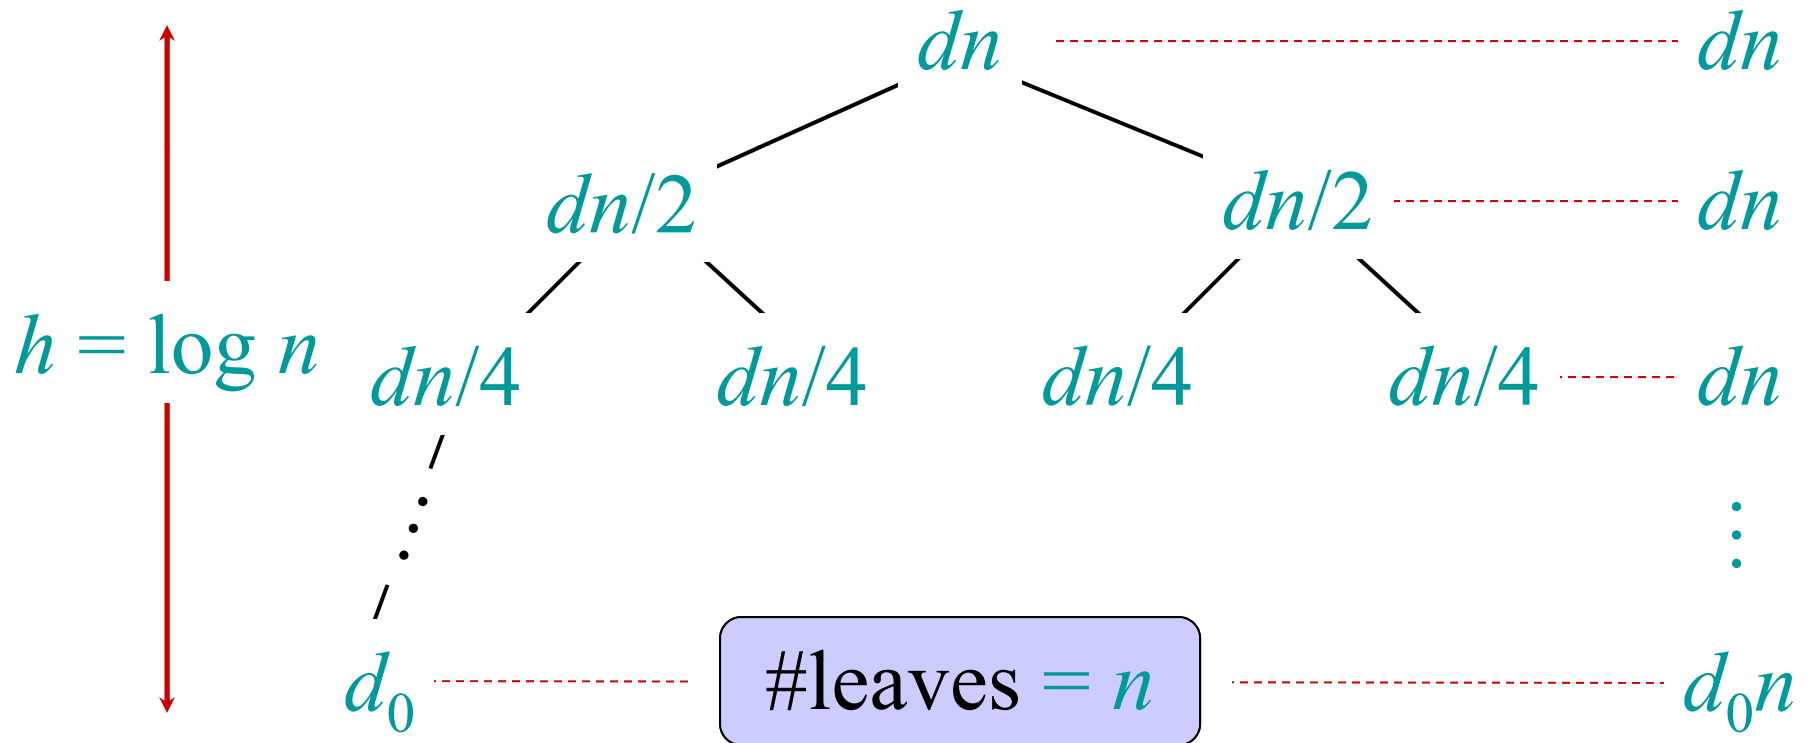 dn dn
dn/2 dn/2 dn
h = log n
dn/4 dn/4 dn/4 dn/4 dn
d₀ #leaves = n d₀n